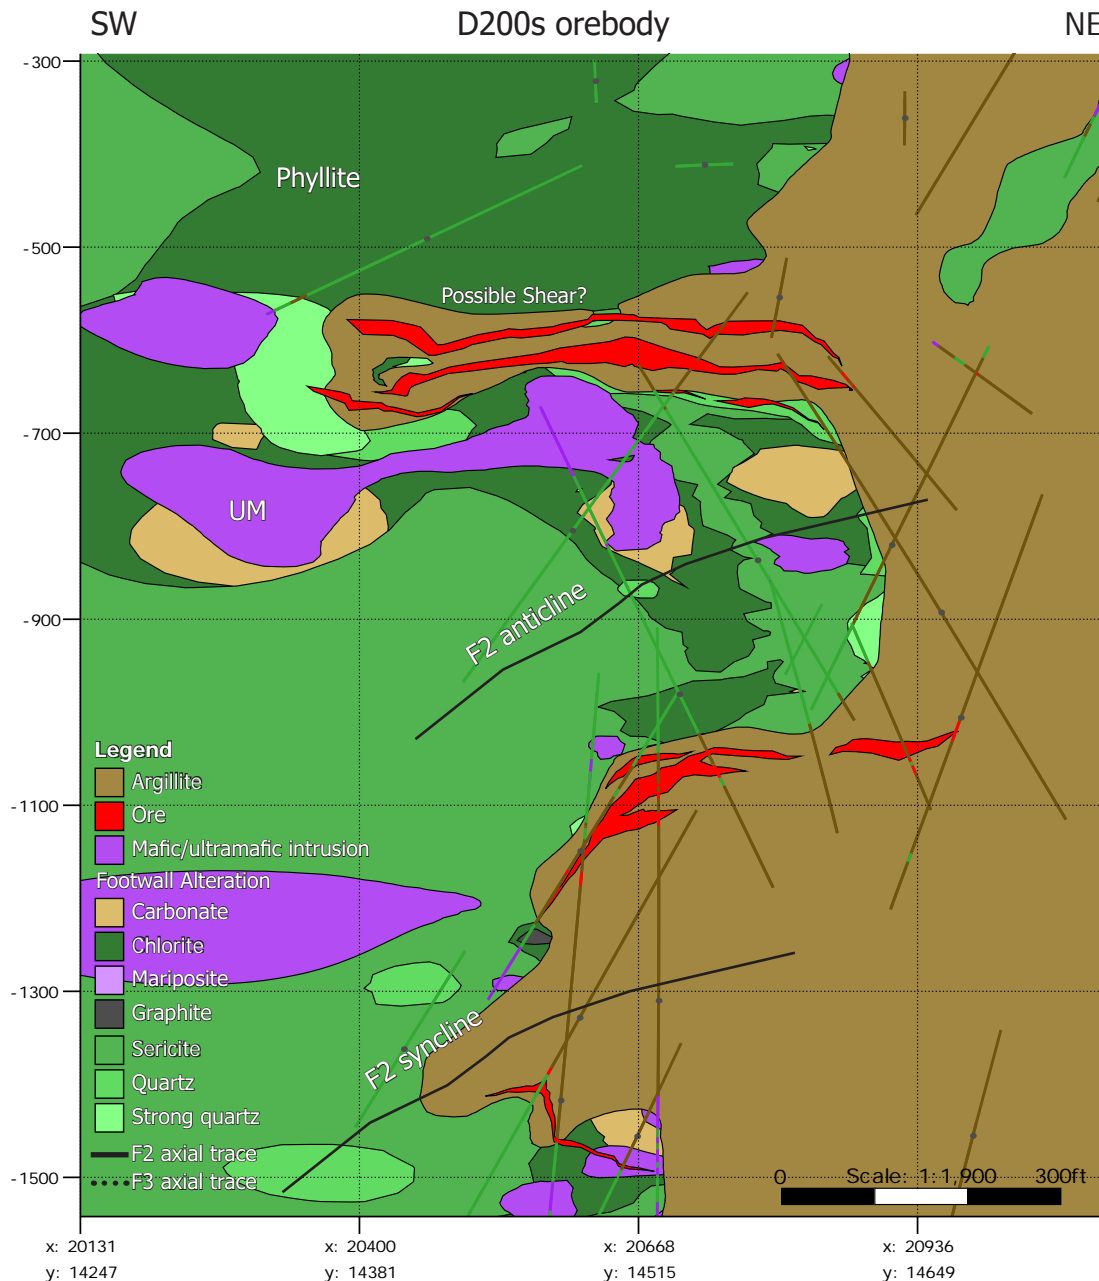 SW
D200s orebody
NE
-300
Phyllite
-500
Possible Shear?
-700
UM
F2 anticline
-900
Legend
Argillite
-1100
Ore
Mafic/ultramafic intrusion
Footwall Alteration
Carbonate
Chlorite
Mariposite
-1300
Graphite
F2 syncline
Sericite
Quartz
Strong quartz
F2 axial trace
-1500
F3 axial trace
0
Scale: 1:1,900
300ft
x: 20131
x: 20400
x: 20668
x: 20936
y: 14247
y: 14381
y: 14515
y: 14649